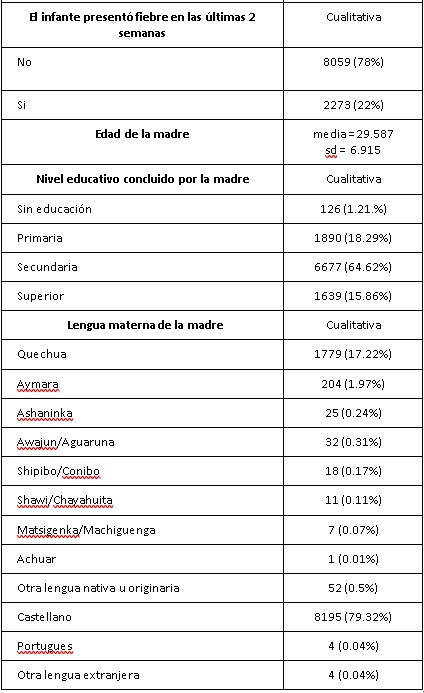 El infante presentó fiebre en las últimas 2 semanas Cualitativa
No 8059 (78%)
Si 2273 (22%)
Edad de la madre media = 29.587
sd = 6.915
Nivel educativo concluido por la madre Cualitativa
Sin educación 126 (1.21.%)
Primaria 1890 (18.29%)
Secundaria 6677 (64.62%)
Superior 1639 (15.86%)
Lengua materna de la madre Cualitativa
Quechua 1779 (17.22%)
Aymara 204 (1.97%)
Ashaninka 25 (0.24%)
Awajun/Aguaruna 32 (0.31%)
Shipibo/Conibo 18 (0.17%)
Shawi/Chayahuita 11 (0.11%)
Matsigenka/Machiguenga 7 (0.07%)
Achuar 1 (0.01%)
Otra lengua nativa u originaria 52 (0.5%)
Castellano 8195 (79.32%)
Portugues 4 (0.04%)
Otra lengua extranjera 4 (0.04%)